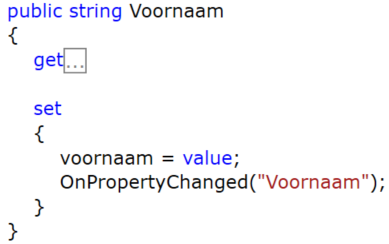 public string Voornaam
{
get...
set
{
voornaam = value;
OnPropertyChanged("Voornaam");
}
}